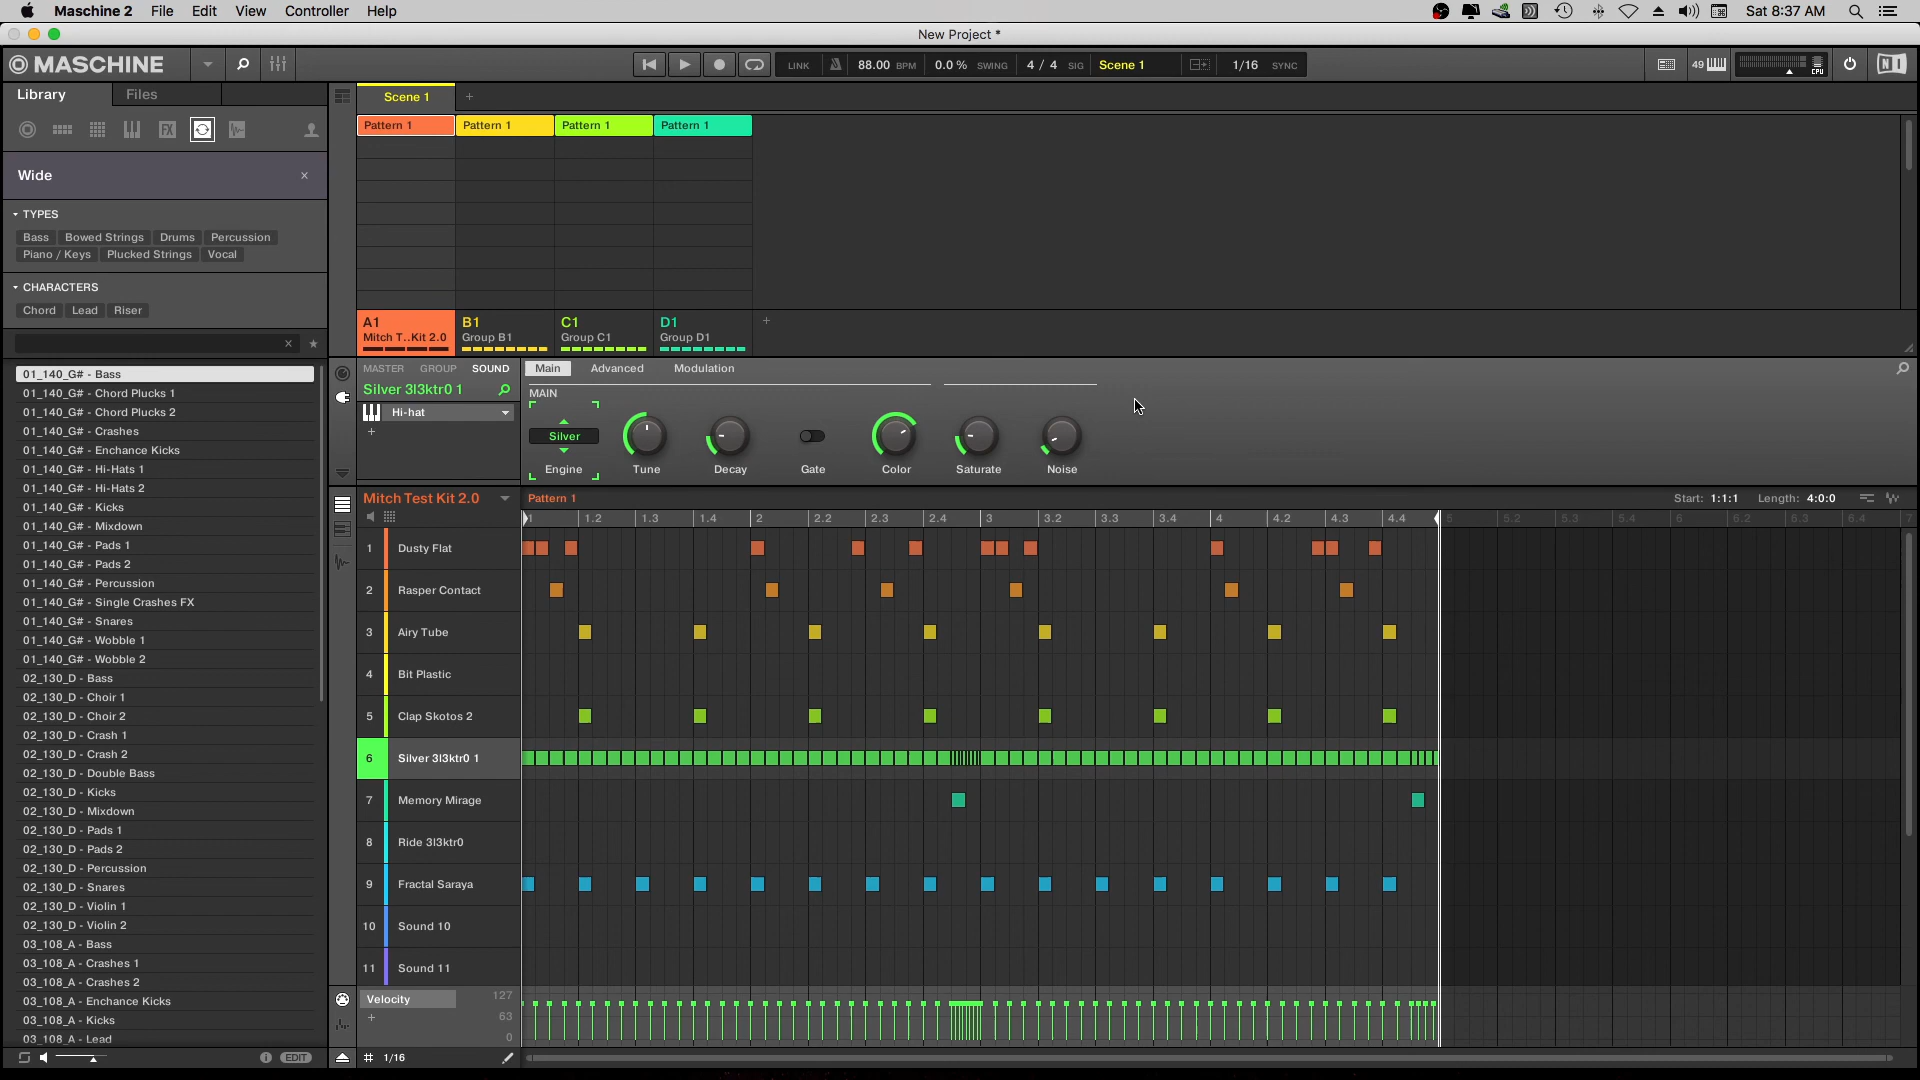 Maschine 2 File Edit View Controller Help
Sat 8:37 AM
New Project *
MASCHINE
LINK 88.00 BPM 0.0 % SWING 4 / 4 SIG Scene 1 1/16 SYNC
49 CPU NI
Library Files
Scene 1 +
Pattern 1 Pattern 1 Pattern 1 Pattern 1
Wide ×
TYPES
Bass Bowed Strings Drums Percussion
Piano / Keys Plucked Strings Vocal
CHARACTERS
Chord Lead Riser
A1 B1 C1 D1 +
Mitch T..Kit 2.0 Group B1 Group C1 Group D1
01_140_G# - Bass
01_140_G# - Chord Plucks 1
01_140_G# - Chord Plucks 2
01_140_G# - Crashes
01_140_G# - Enchance Kicks
01_140_G# - Hi-Hats 1
01_140_G# - Hi-Hats 2
01_140_G# - Kicks
01_140_G# - Mixdown
01_140_G# - Pads 1
01_140_G# - Pads 2
01_140_G# - Percussion
01_140_G# - Single Crashes FX
01_140_G# - Snares
01_140_G# - Wobble 1
01_140_G# - Wobble 2
02_130_D - Bass
02_130_D - Choir 1
02_130_D - Choir 2
02_130_D - Crash 1
02_130_D - Crash 2
02_130_D - Double Bass
02_130_D - Kicks
02_130_D - Mixdown
02_130_D - Pads 1
02_130_D - Pads 2
02_130_D - Percussion
02_130_D - Snares
02_130_D - Violin 1
02_130_D - Violin 2
03_108_A - Bass
03_108_A - Crashes 1
03_108_A - Crashes 2
03_108_A - Enchance Kicks
03_108_A - Kicks
03_108_A - Lead
EDIT
MASTER GROUP SOUND
Silver 3l3ktr0 1
Hi-hat
+
Main Advanced Modulation
MAIN
Silver
Engine Tune Decay Gate Color Saturate Noise
Mitch Test Kit 2.0 Pattern 1 Start: 1:1:1 Length: 4:0:0
1 1.2 1.3 1.4 2 2.2 2.3 2.4 3 3.2 3.3 3.4 4 4.2 4.3 4.4 5 5.2 5.3 5.4 6 6.2 6.3 6.4 7
1 Dusty Flat
2 Rasper Contact
3 Airy Tube
4 Bit Plastic
5 Clap Skotos 2
6 Silver 3l3ktr0 1
7 Memory Mirage
8 Ride 3l3ktr0
9 Fractal Saraya
10 Sound 10
11 Sound 11
Velocity 127
+ 63
0
1/16